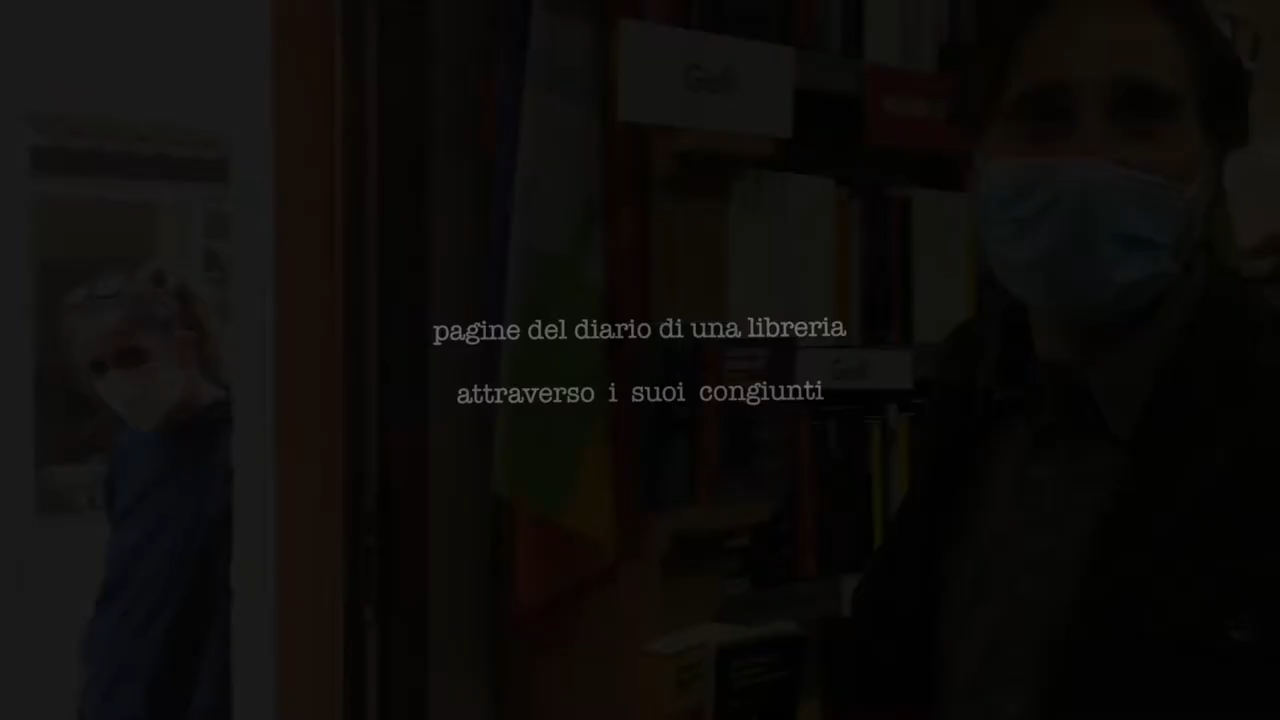 pagine del diario di una libreria
attraverso i suoi congiunti